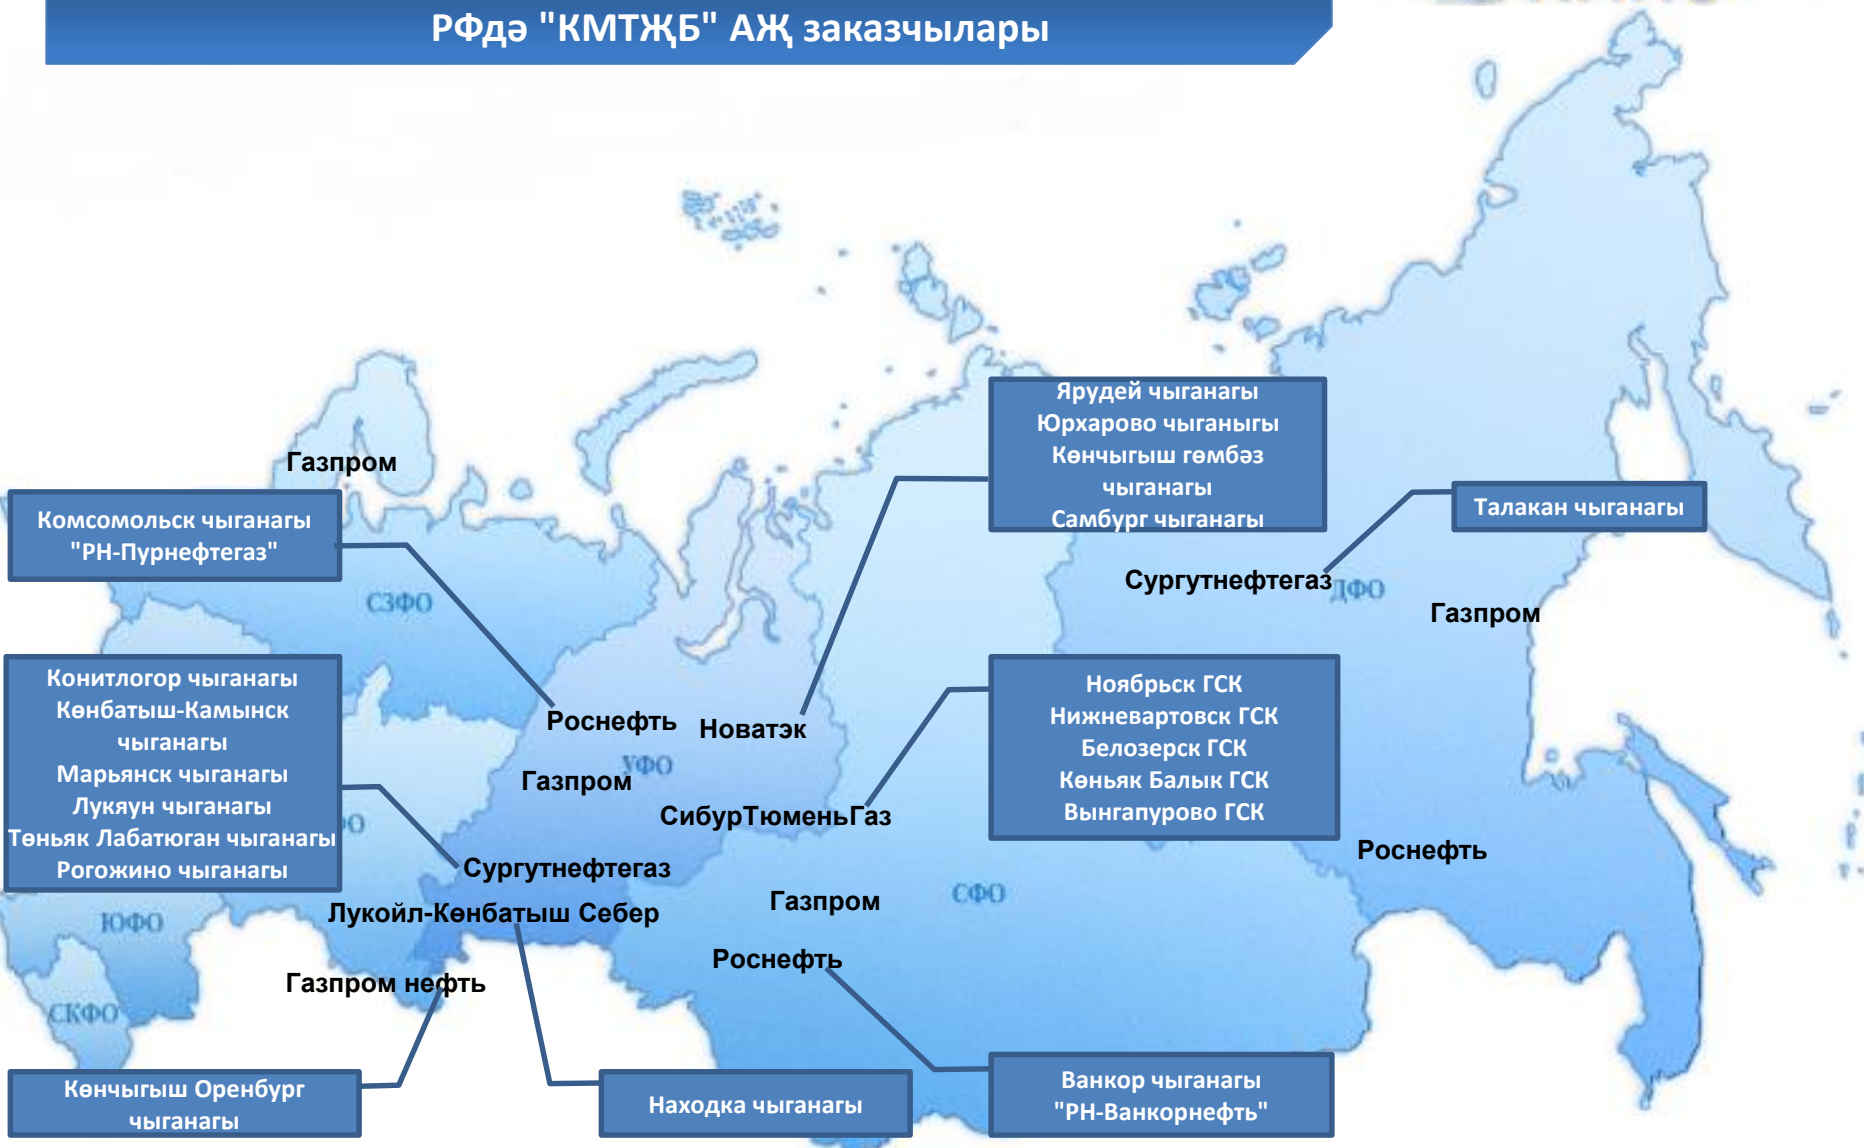 РФдә "КМТҖБ" АҖ заказчылары
Ярудей чыганагы
Юрхарово чыганыгы
Көнчыгыш гөмбәз
чыганагы
Самбург чыганагы
Газпром
Комсомольск чыганагы
"РН-Пурнефтегаз"
Талакан чыганагы
Сургутнефтегаз
ДФО
Газпром
СЗФО
Конитлогор чыганагы
Көнбатыш-Камынск
чыганагы
Марьянск чыганагы
Лукяун чыганагы
Төньяк Лабатюган чыганагы
Рогожино чыганагы
Роснефть
Новатэк
УФО
Газпром
СибурТюменьГаз
Ноябрьск ГСК
Нижневартовск ГСК
Белозерск ГСК
Көньяк Балык ГСК
Вынгапурово ГСК
Роснефть
Сургутнефтегаз
Газпром
СФО
Лукойл-Көнбатыш Себер
ЮФО
Роснефть
Газпром нефть
СКФО
Көнчыгыш Оренбург
чыганагы
Находка чыганагы
Ванкор чыганагы
"РН-Ванкорнефть"